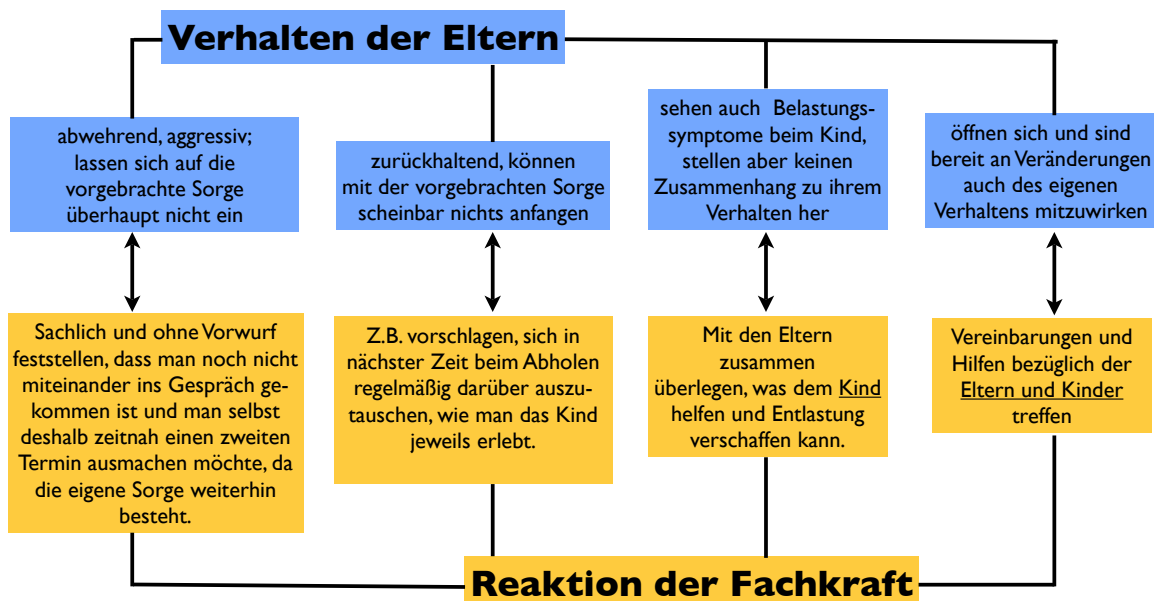 Verhalten der Eltern
abwehrend, aggressiv;
lassen sich auf die
vorgebrachte Sorge
überhaupt nicht ein
zurückhaltend, können
mit der vorgebrachten Sorge
scheinbar nichts anfangen
sehen auch Belastungs-
symptome beim Kind,
stellen aber keinen
Zusammenhang zu ihrem
Verhalten her
öffnen sich und sind
bereit an Veränderungen
auch des eigenen
Verhaltens mitzuwirken
Sachlich und ohne Vorwurf
feststellen, dass man noch nicht
miteinander ins Gespräch ge-
kommen ist und man selbst
deshalb zeitnah einen zweiten
Termin ausmachen möchte, da
die eigene Sorge weiterhin
besteht.
Z.B. vorschlagen, sich in
nächster Zeit beim Abholen
regelmäßig darüber auszu-
tauschen, wie man das Kind
jeweils erlebt.
Mit den Eltern
zusammen
überlegen, was dem Kind
helfen und Entlastung
verschaffen kann.
Vereinbarungen und
Hilfen bezüglich der
Eltern und Kinder
treffen
Reaktion der Fachkraft